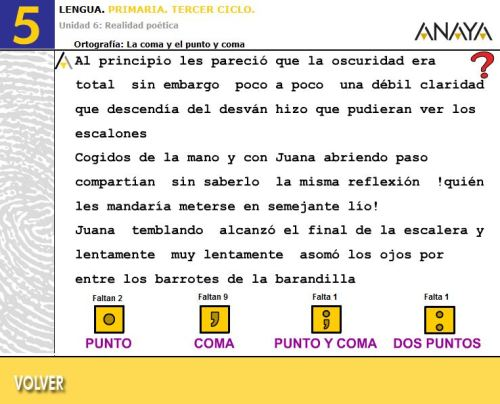 5
LENGUA. PRIMARIA. TERCER CICLO.
Unidad 6: Realidad poética
Ortografía: La coma y el punto y coma
ANAYA
Al principio les pareció que la oscuridad era
total sin embargo poco a poco una débil claridad
que descendía del desván hizo que pudieran ver los
escalones
Cogidos de la mano y con Juana abriendo paso
compartían sin saberlo la misma reflexión !quién
les mandaría meterse en semejante lío!
Juana temblando alcanzó el final de la escalera y
lentamente muy lentamente asomó los ojos por
entre los barrotes de la barandilla
?
Faltan 2 Faltan 9 Falta 1 Falta 1
. , ; :
PUNTO COMA PUNTO Y COMA DOS PUNTOS
VOLVER